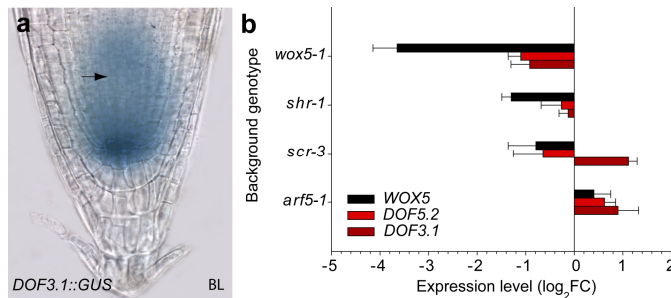 a
DOF3.1::GUS
BL
b
Background genotype
wox5-1
shr-1
scr-3
arf5-1
WOX5
DOF5.2
DOF3.1
-5 -4 -3 -2 -1 0 1 2
Expression level (log₂FC)